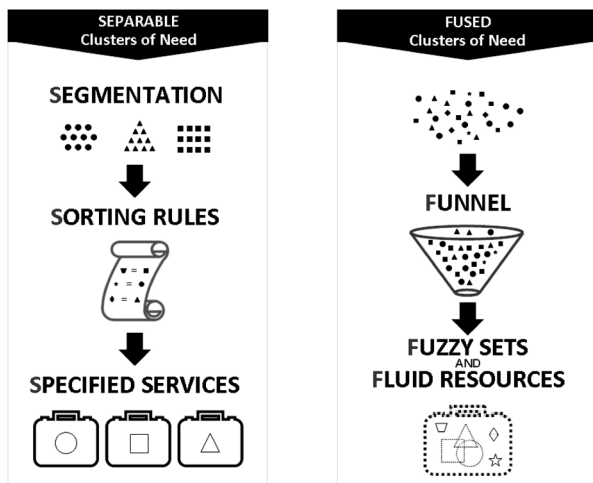 SEPARABLE
Clusters of Need
SEGMENTATION
SORTING RULES
=
=
=
SPECIFIED SERVICES
FUSED
Clusters of Need
FUNNEL
FUZZY SETS
AND
FLUID RESOURCES